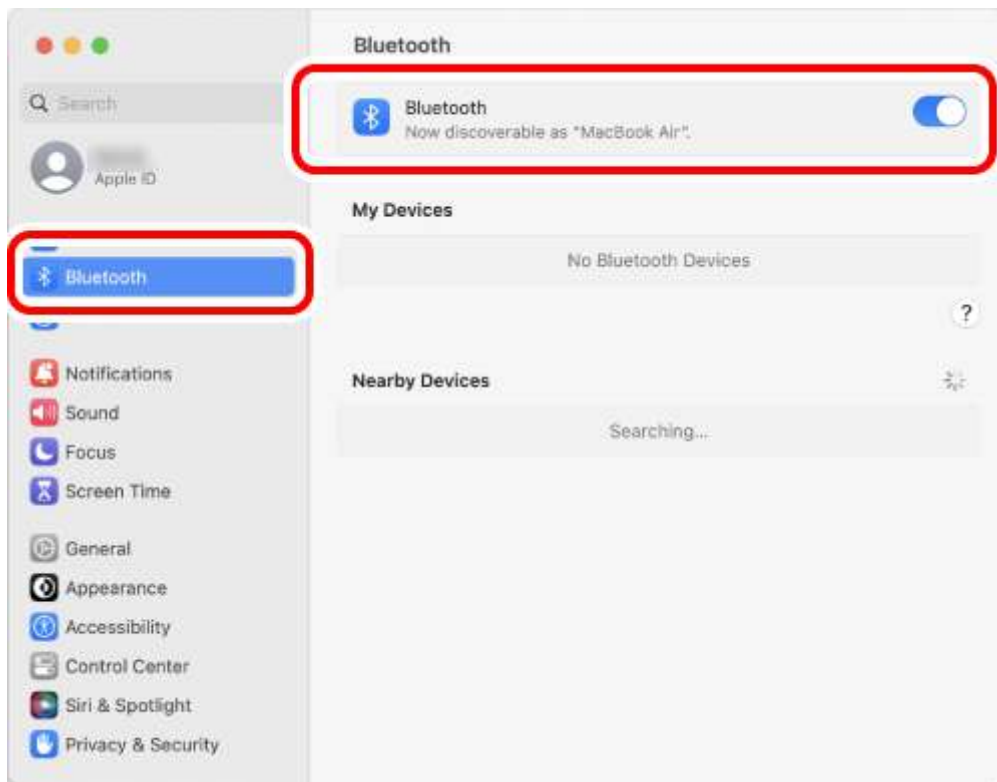 Bluetooth
Search
Apple ID
Bluetooth
Notifications
Sound
Focus
Screen Time
General
Appearance
Accessibility
Control Center
Siri & Spotlight
Privacy & Security
Bluetooth
Now discoverable as "MacBook Air".
My Devices
No Bluetooth Devices
?
Nearby Devices
Searching...